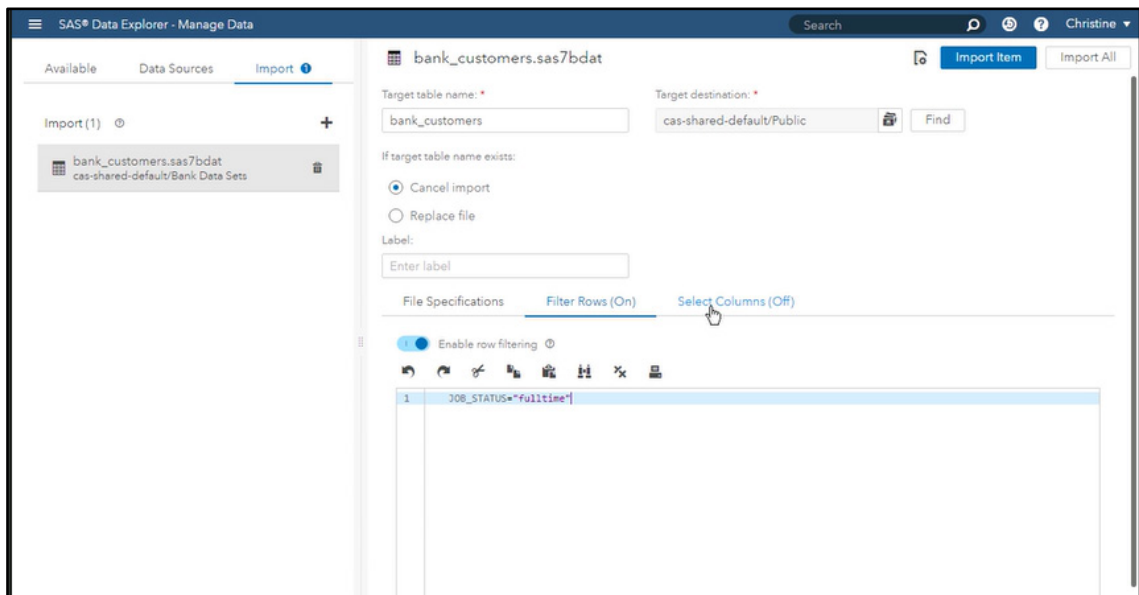 SAS® Data Explorer - Manage Data
Search
Christine
Available
Data Sources
Import 1
Import (1)
bank_customers.sas7bdat
cas-shared-default/Bank Data Sets
bank_customers.sas7bdat
Import Item
Import All
Target table name: *
Target destination: *
bank_customers
cas-shared-default/Public
Find
If target table name exists:
Cancel import
Replace file
Label:
Enter label
File Specifications
Filter Rows (On)
Select Columns (Off)
Enable row filtering
1 JOB_STATUS="fulltime"